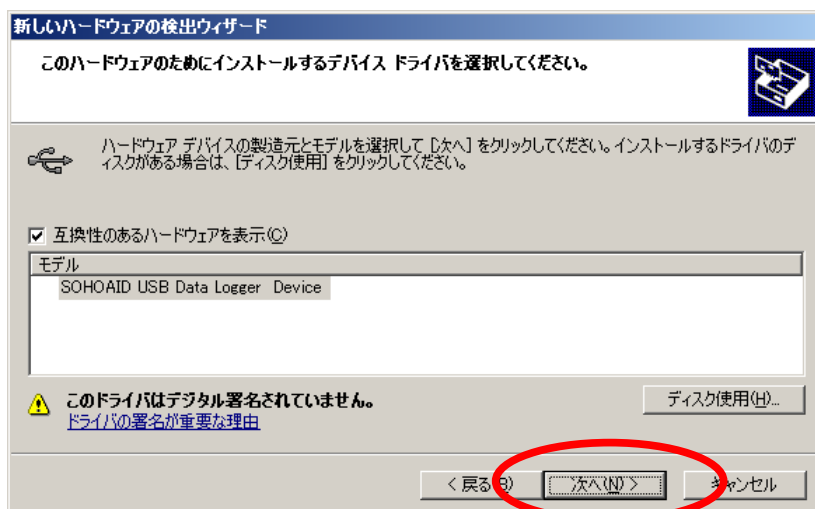 新しいハードウェアの検出ウィザード
このハードウェアのためにインストールするデバイス ドライバを選択してください。
ハードウェア デバイスの製造元とモデルを選択して [次へ] をクリックしてください。インストールするドライバのデ
ィスクがある場合は、[ディスク使用] をクリックしてください。
互換性のあるハードウェアを表示(C)
モデル
SOHOAID USB Data Logger Device
このドライバはデジタル署名されていません。
ディスク使用(H)...
ドライバの署名が重要な理由
< 戻る(B) 次へ(N) > キャンセル